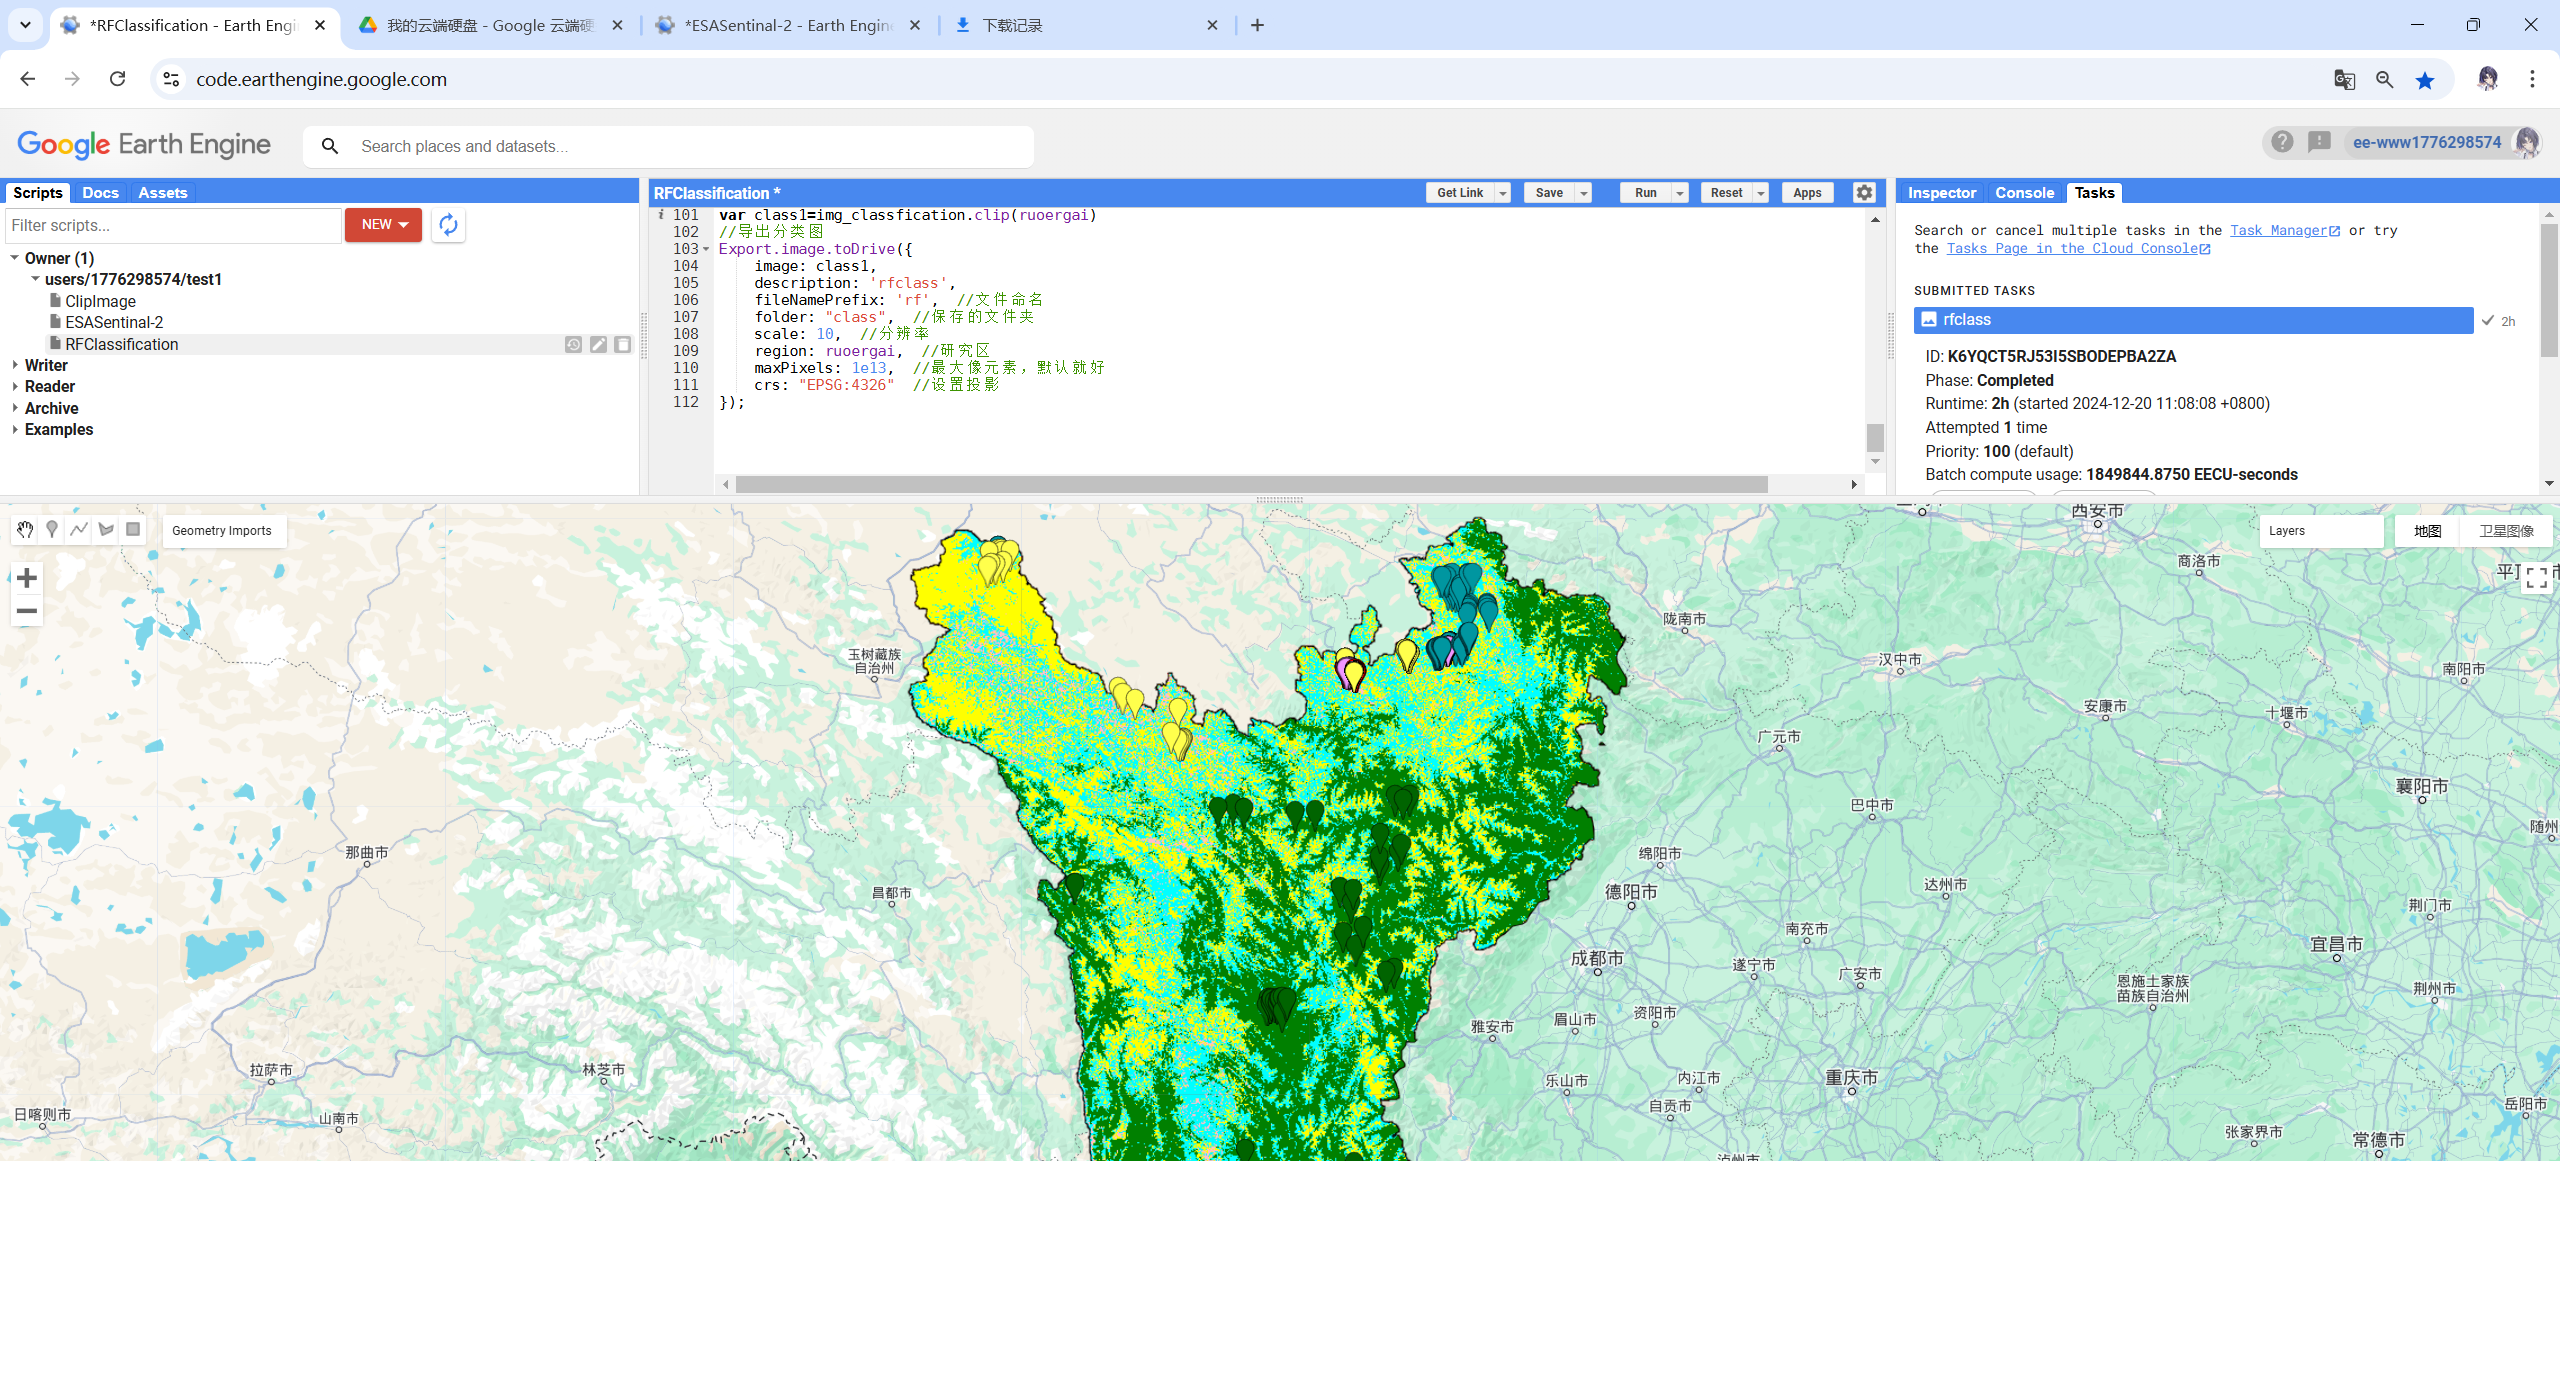 *RFClassification - Earth Engi
我的云端硬盘 - Google 云端硬
*ESASentinal-2 - Earth Engin
下载记录
code.earthengine.google.com
Google Earth Engine
Search places and datasets...
ee-www1776298574
Scripts
Docs
Assets
Filter scripts...
NEW
Owner (1)
users/1776298574/test1
ClipImage
ESASentinal-2
RFClassification
Writer
Reader
Archive
Examples
RFClassification *
Get Link
Save
Run
Reset
Apps
i 101 var class1=img_classfication.clip(ruoergai)
102 //导出分类图
103 Export.image.toDrive({
104 image: class1,
105 description: 'rfclass',
106 fileNamePrefix: 'rf', //文件命名
107 folder: "class", //保存的文件夹
108 scale: 10, //分辨率
109 region: ruoergai, //研究区
110 maxPixels: 1e13, //最大像元素，默认就好
111 crs: "EPSG:4326" //设置投影
112 });
Inspector
Console
Tasks
Search or cancel multiple tasks in the Task Manager or try
the Tasks Page in the Cloud Console
SUBMITTED TASKS
rfclass
2h
ID: K6YQCT5RJ53I5SBODEPBA2ZA
Phase: Completed
Runtime: 2h (started 2024-12-20 11:08:08 +0800)
Attempted 1 time
Priority: 100 (default)
Batch compute usage: 1849844.8750 EECU-seconds
Geometry Imports
Layers
地图
卫星图像
西安市
商洛市
陇南市
玉树藏族
自治州
汉中市
南阳市
安康市
十堰市
广元市
襄阳市
巴中市
随州
那曲市
绵阳市
昌都市
德阳市
达州市
荆门市
南充市
宜昌市
成都市
遂宁市
广安市
恩施土家族
苗族自治州
荆州市
雅安市
眉山市
资阳市
拉萨市
林芝市
乐山市
内江市
重庆市
自贡市
岳阳市
日喀则市
山南市
张家界市
常德市